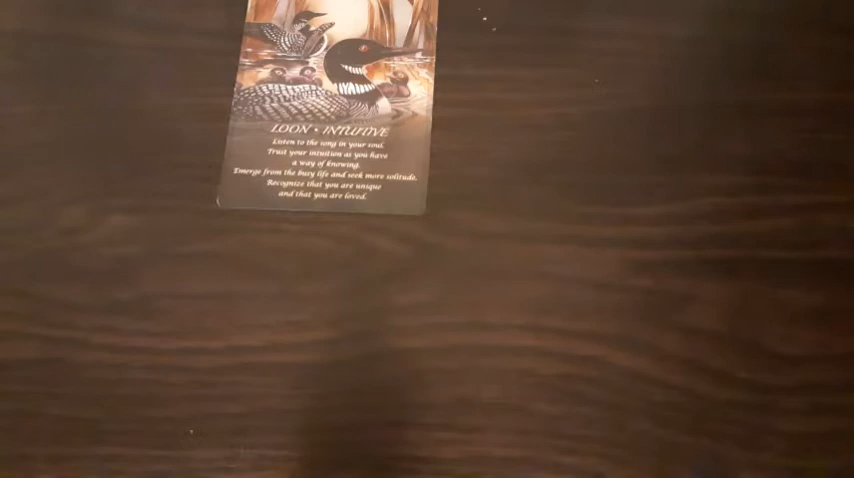 LOON • INTUITIVE
Listen to the song in your soul.
Trust your intuition as you have
a way of knowing.
Emerge from the busy life and seek more solitude.
Recognize that you are unique
and that you are loved.